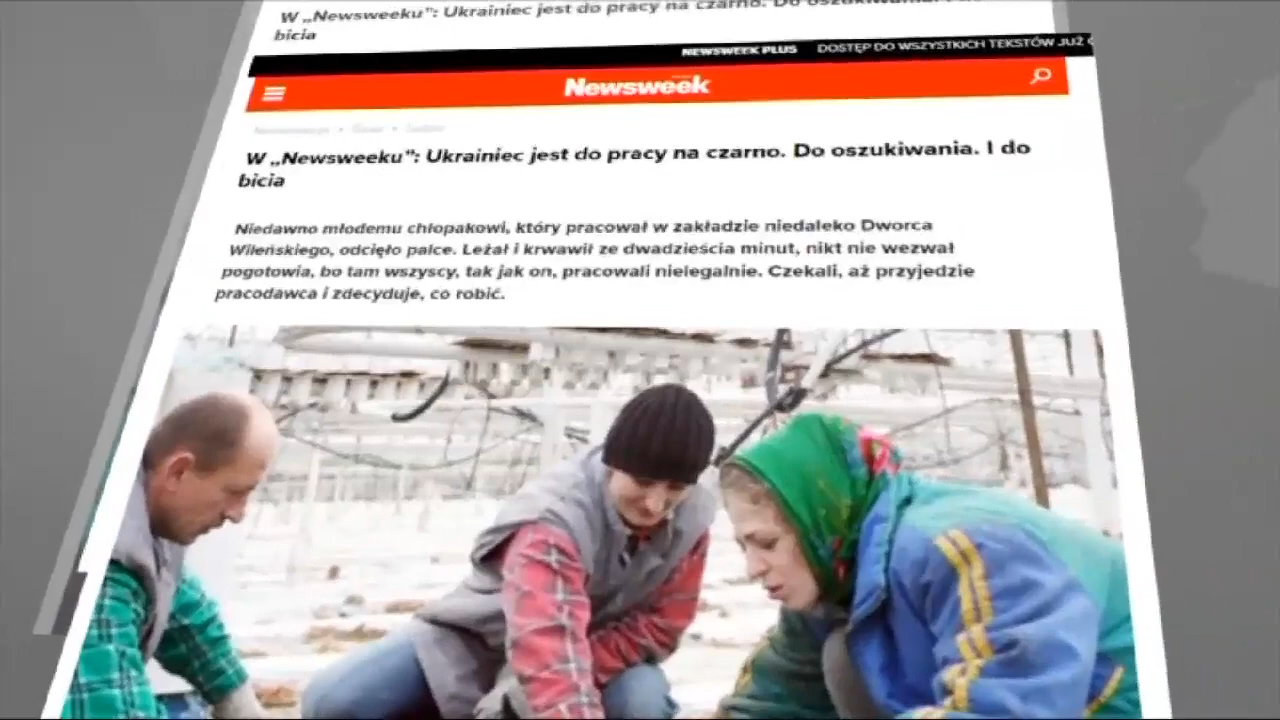 W „Newsweeku": Ukrainiec jest do pracy na czarno. Do
bicia
NEWSWEEK PLUS DOSTĘP DO WSZYSTKICH TEKSTÓW JUŻ
Newsweek
W „Newsweeku": Ukrainiec jest do pracy na czarno. Do oszukiwania. I do
bicia
Niedawno młodemu chłopakowi, który pracował w zakładzie niedaleko Dworca
Wileńskiego, odcięło palce. Leżał i krwawił ze dwadzieścia minut, nikt nie wezwał
pogotowia, bo tam wszyscy, tak jak on, pracowali nielegalnie. Czekali, aż przyjedzie
pracodawca i zdecyduje, co robić.